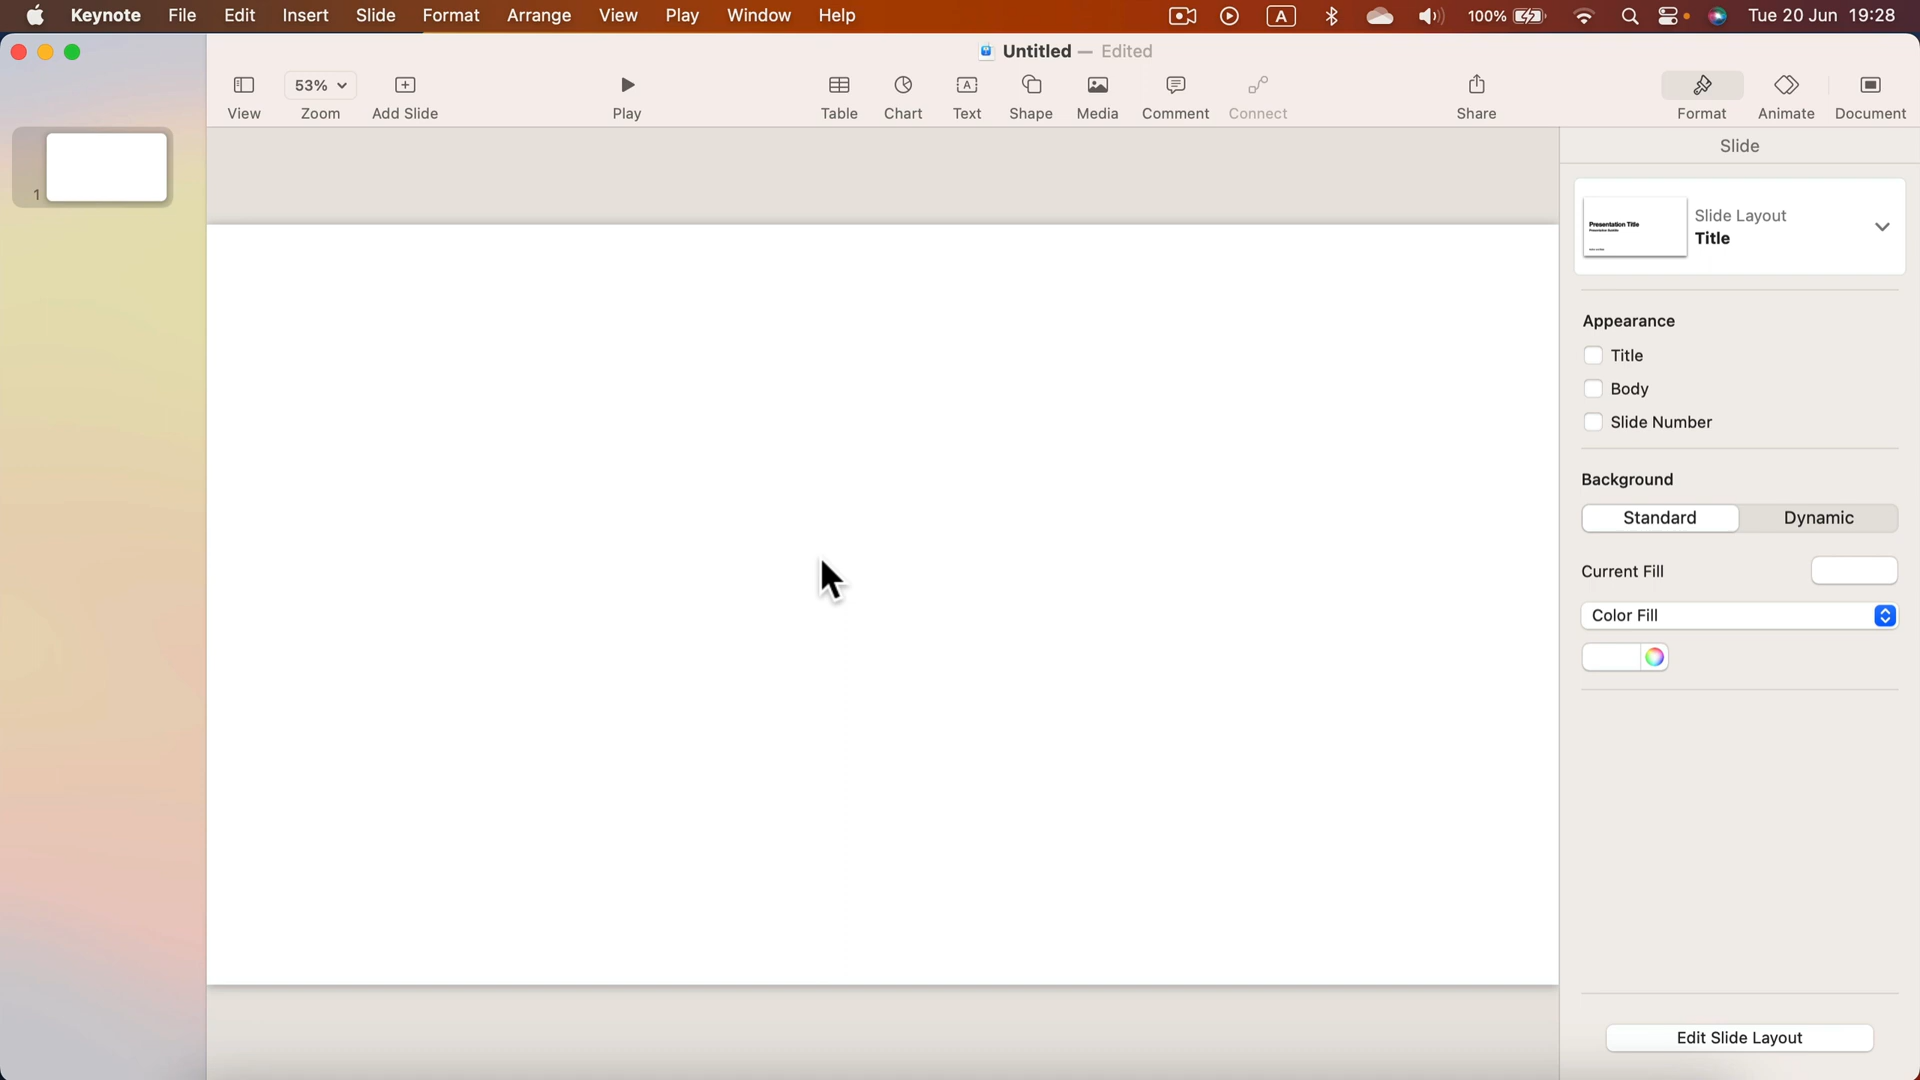 Keynote File Edit Insert Slide Format Arrange View Play Window Help A 100% Tue 20 Jun 19:28
Untitled — Edited
53%
View Zoom Add Slide Play Table Chart Text Shape Media Comment Connect Share Format Animate Document
Slide
1
Presentation Title
Slide Layout
Title
Appearance
Title
Body
Slide Number
Background
Standard Dynamic
Current Fill
Color Fill
Edit Slide Layout